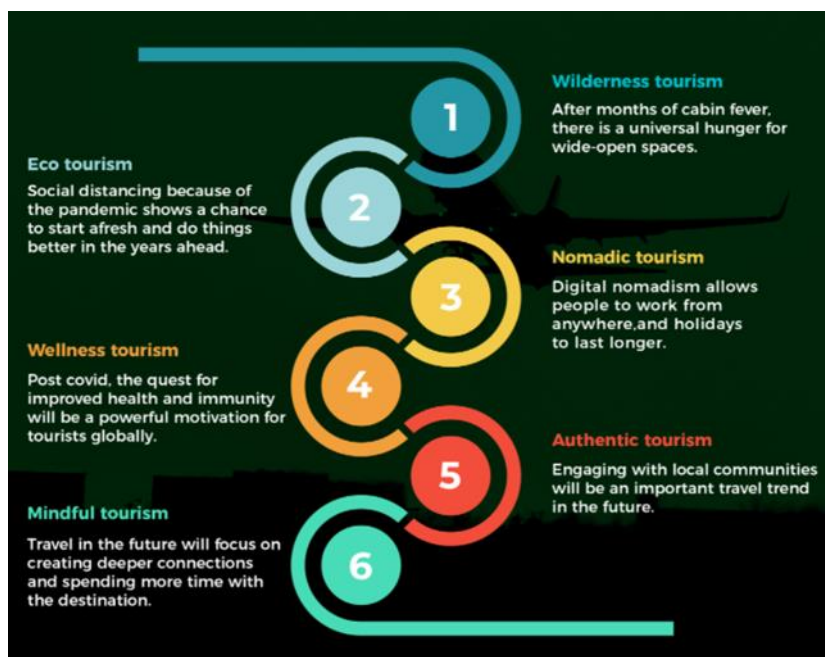 1
Wilderness tourism
After months of cabin fever,
there is a universal hunger for
wide-open spaces.
Eco tourism
Social distancing because of
the pandemic shows a chance
to start afresh and do things
better in the years ahead.
2
3
Nomadic tourism
Digital nomadism allows
people to work from
anywhere,and holidays
to last longer.
Wellness tourism
Post covid, the quest for
improved health and immunity
will be a powerful motivation for
tourists globally.
4
5
Authentic tourism
Engaging with local communities
will be an important travel trend
in the future.
Mindful tourism
Travel in the future will focus on
creating deeper connections
and spending more time with
the destination.
6